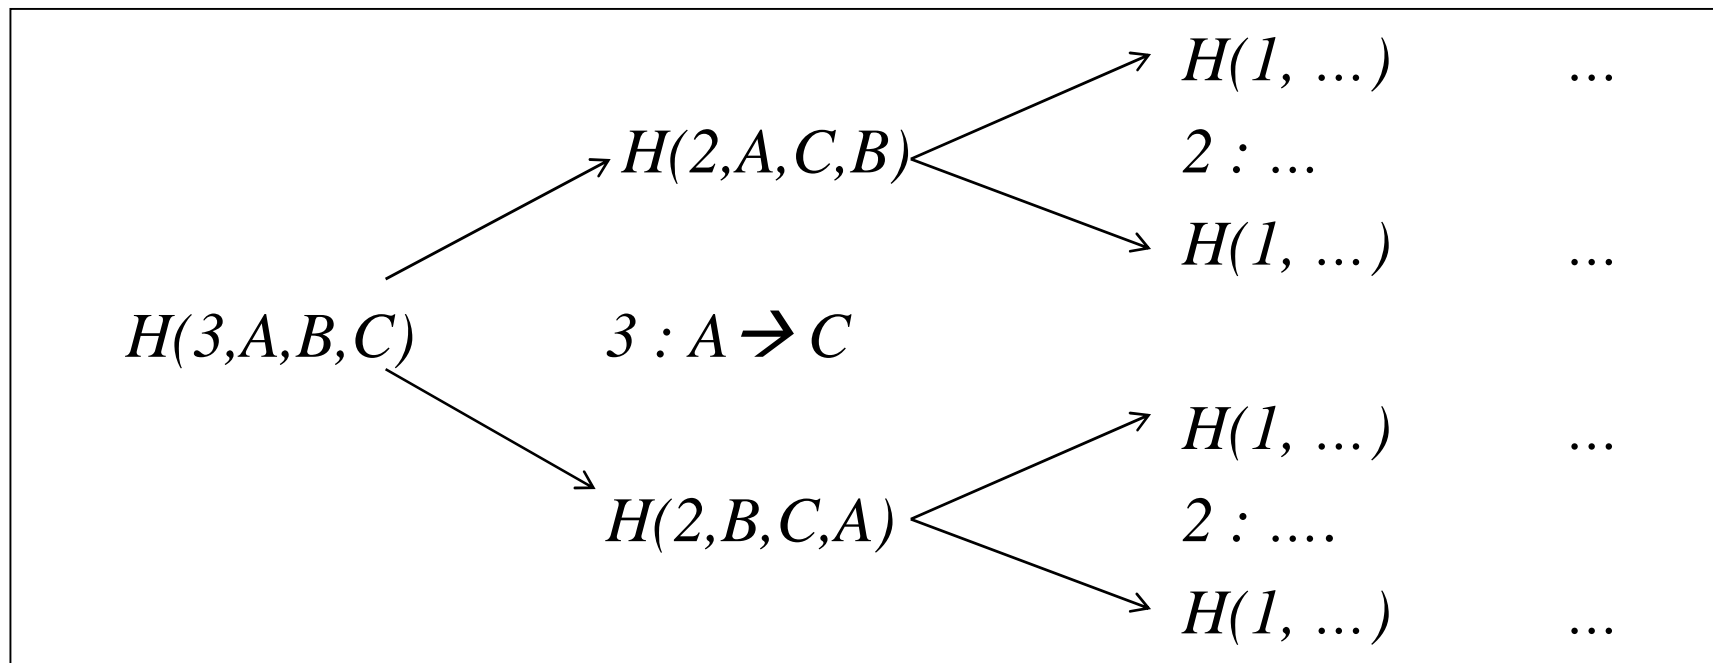 H(1, ...) ...
H(2,A,C,B) 2 : ...
H(1, ...) ...
H(3,A,B,C) 3 : A → C
H(1, ...) ...
H(2,B,C,A) 2 : ....
H(1, ...) ...